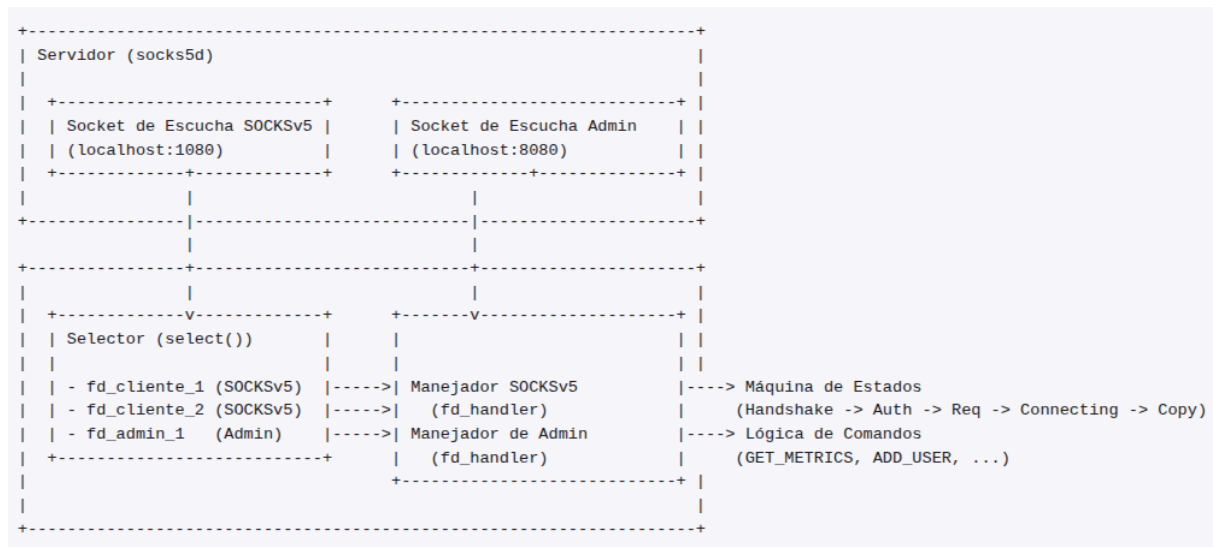 Servidor (socks5d)
Socket de Escucha SOCKSv5 Socket de Escucha Admin
(localhost:1080) (localhost:8080)
Selector (select())
- fd_cliente_1 (SOCKSv5) -----> Manejador SOCKSv5 ----> Máquina de Estados
- fd_cliente_2 (SOCKSv5) -----> (fd_handler) (Handshake -> Auth -> Req -> Connecting -> Copy)
- fd_admin_1 (Admin) -----> Manejador de Admin ----> Lógica de Comandos
(fd_handler) (GET_METRICS, ADD_USER, ...)